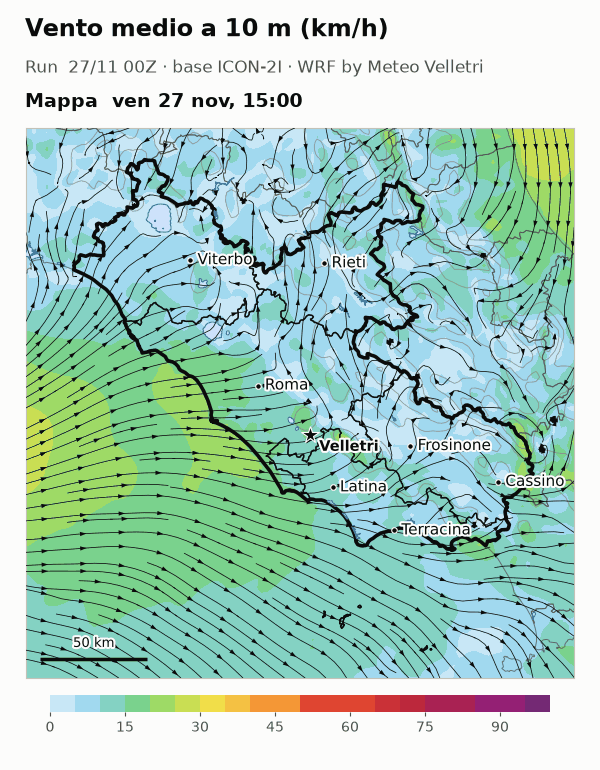 Vento medio a 10 m (km/h)
Run 27/11 00Z · base ICON-2I · WRF by Meteo Velletri
Mappa ven 27 nov, 15:00
Viterbo
Rieti
Roma
Velletri
Frosinone
Cassino
Latina
Terracina
50 km
0 15 30 45 60 75 90